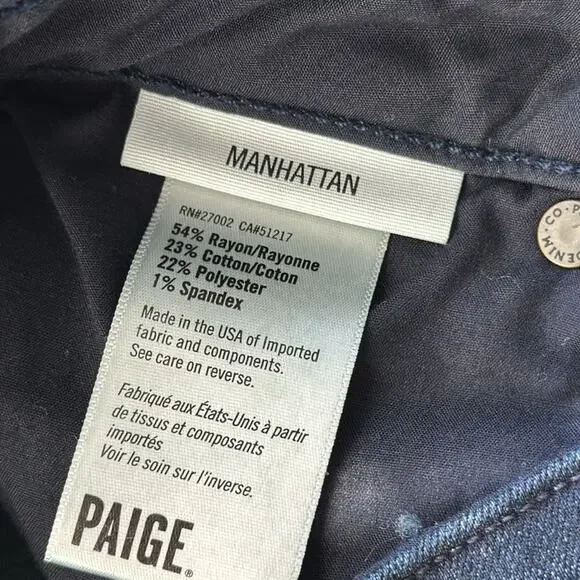 MANHATTAN
RN#27002 CA#51217
54% Rayon/Rayonne
23% Cotton/Coton
22% Polyester
1% Spandex
Made in the USA of Imported
fabric and components.
See care on reverse.
Fabriqué aux États-Unis à partir
de tissus et composants
importés
Voir le soin sur l'inverse.
PAIGE®
DENIM·CO·P